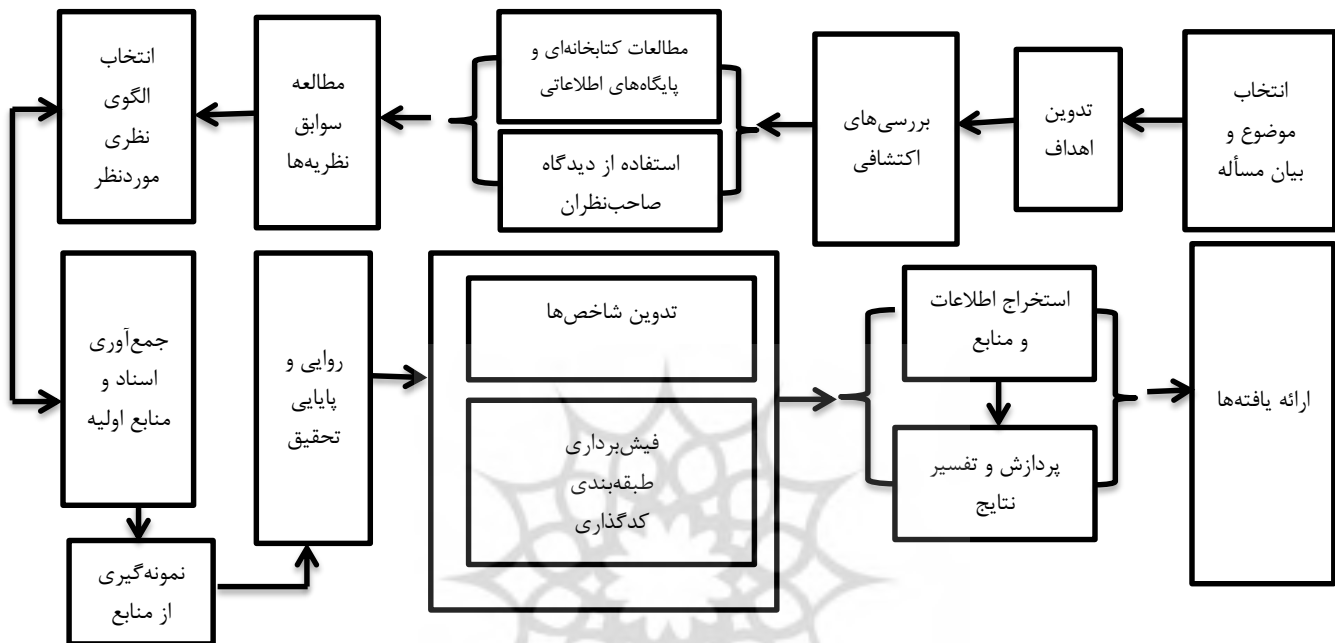 انتخاب
موضوع و
بیان مسأله
تدوین
اهداف
بررسی‌های
اکتشافی
مطالعات کتابخانه‌ای و
پایگاه‌های اطلاعاتی
استفاده از دیدگاه
صاحب‌نظران
مطالعه
سوابق
نظریه‌ها
انتخاب
الگوی
نظری
موردنظر
جمع‌آوری
اسناد و
منابع اولیه
نمونه‌گیری
از منابع
روایی و
پایایی
تحقیق
تدوین شاخص‌ها
فیش‌برداری
طبقه‌بندی
کدگذاری
استخراج اطلاعات
و منابع
پردازش و تفسیر
نتایج
ارائه یافته‌ها